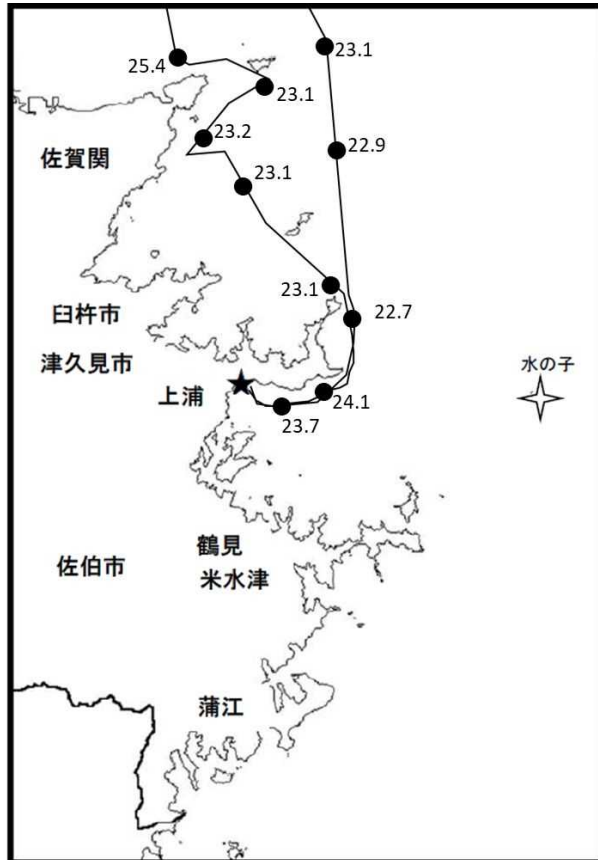 23.1
25.4
23.1
23.2
佐賀関
22.9
23.1
23.1
臼杵市
22.7
津久見市
水の子
上浦
24.1
23.7
鶴見
佐伯市
米水津
蒲江